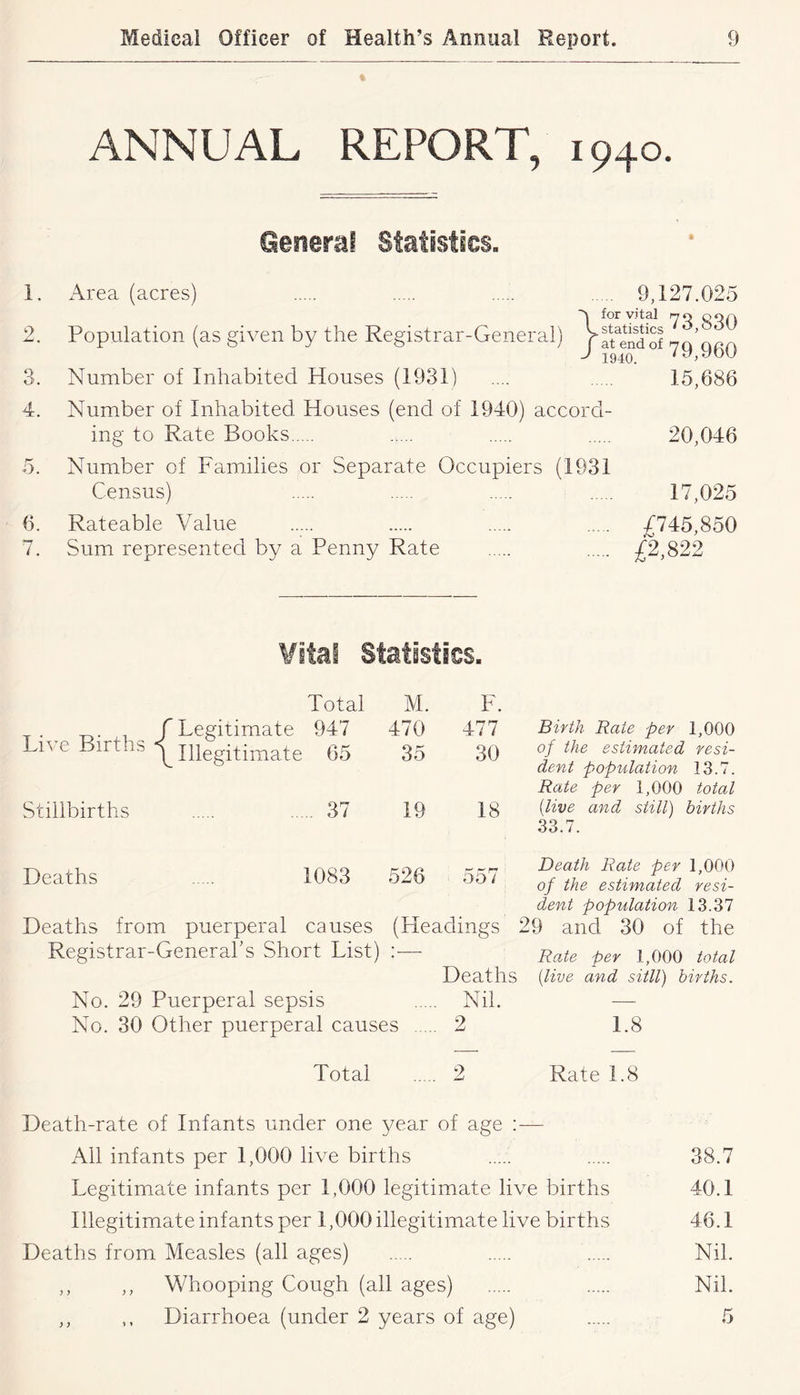 Medical Officer of Health's Annual Report. 9
ANNUAL REPORT, 1940.
General Statistics.
1. Area (acres) ..... ..... ..... ..... 9,127.025
2. Population (as given by the Registrar-General) } for vital statistics 73,830
at end of 1940. 79,960
3. Number of Inhabited Houses (1931) .... ..... 15,686
4. Number of Inhabited Houses (end of 1940) accord-
ing to Rate Books..... ..... ..... ..... 20,046
5. Number of Families or Separate Occupiers (1931
Census) ..... ..... ..... ..... 17,025
6. Rateable Value ..... ..... ..... ..... £745,850
7. Sum represented by a Penny Rate ..... ..... £2,822
Vital Statistics.
Total M. F.
Live Births { Legitimate 947 470 477
Illegitimate 65 35 30
Birth Rate per 1,000
of the estimated resi-
dent population 13.7.
Rate per 1,000 total
Stillbirths ..... ..... 37 19 18 (live and still) births
33.7.
Deaths ..... 1083 526 557 Death Rate per 1,000
of the estimated resi-
dent population 13.37
Deaths from puerperal causes (Headings 29 and 30 of the
Registrar-General's Short List) :— Rate per 1,000 total
Deaths (live and sitll) births.
No. 29 Puerperal sepsis ..... Nil. —
No. 30 Other puerperal causes ..... 2 1.8
Total ..... 2 Rate 1.8
Death-rate of Infants under one year of age :—
All infants per 1,000 live births ..... ..... 38.7
Legitimate infants per 1,000 legitimate live births 40.1
Illegitimate infants per 1,000 illegitimate live births 46.1
Deaths from Measles (all ages) ..... ..... ..... Nil.
,, ,, Whooping Cough (all ages) ..... ..... Nil.
,, ,, Diarrhoea (under 2 years of age) ..... 5